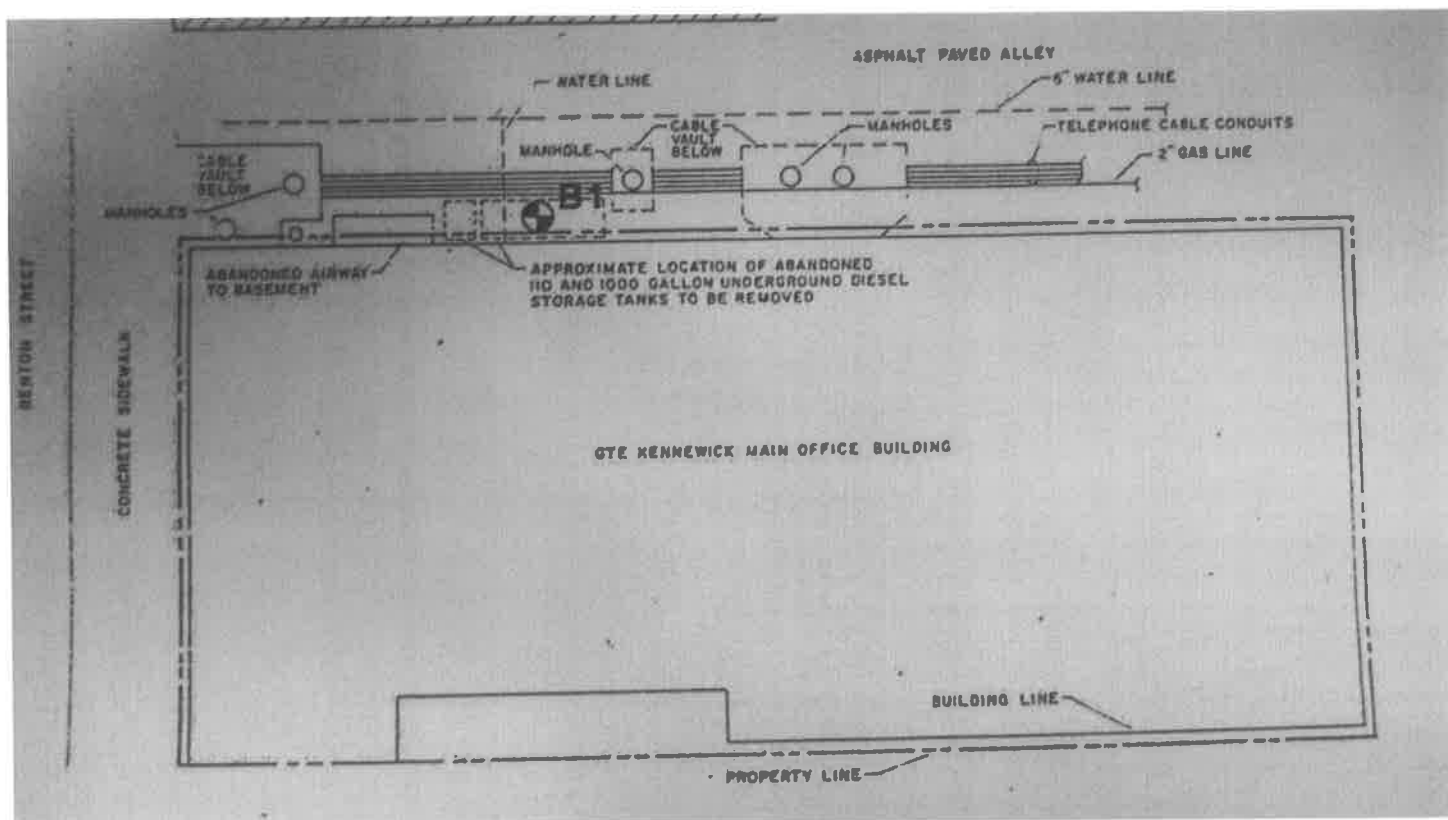 ASPHALT PAVED ALLEY
WATER LINE
6" WATER LINE
CABLE
VAULT
BELOW
MANHOLES
TELEPHONE CABLE CONDUITS
MANHOLE
2" GAS LINE
CABLE
VAULT
BELOW
B1
MANHOLES
ABANDONED AIRWAY
TO BASEMENT
APPROXIMATE LOCATION OF ABANDONED
110 AND 1000 GALLON UNDERGROUND DIESEL
STORAGE TANKS TO BE REMOVED
BENTON STREET
CONCRETE SIDEWALK
GTE KENNEWICK MAIN OFFICE BUILDING
BUILDING LINE
PROPERTY LINE